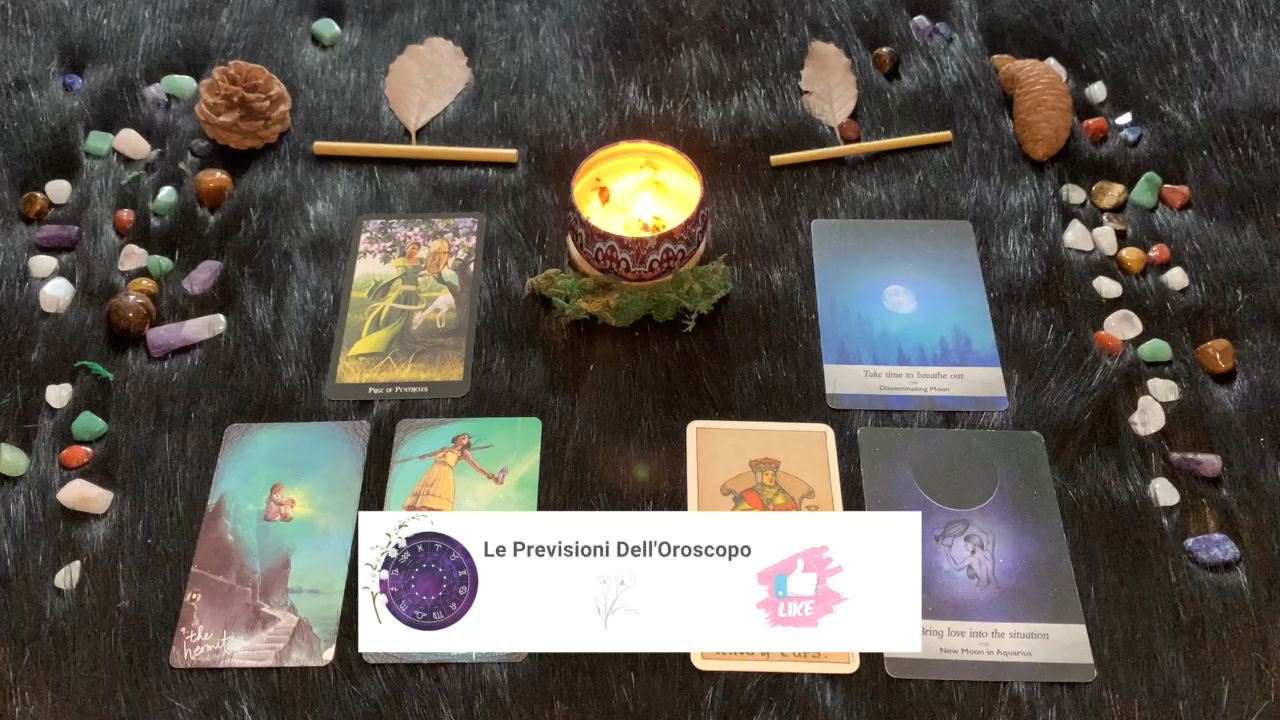 PAGE OF PENTACLES
Take time to breathe out
Disseminating Moon
Le Previsioni Dell'Oroscopo
LIKE
9 the
hermit
Bring love into the situation
New Moon in Aquarius
KING of CUPS.